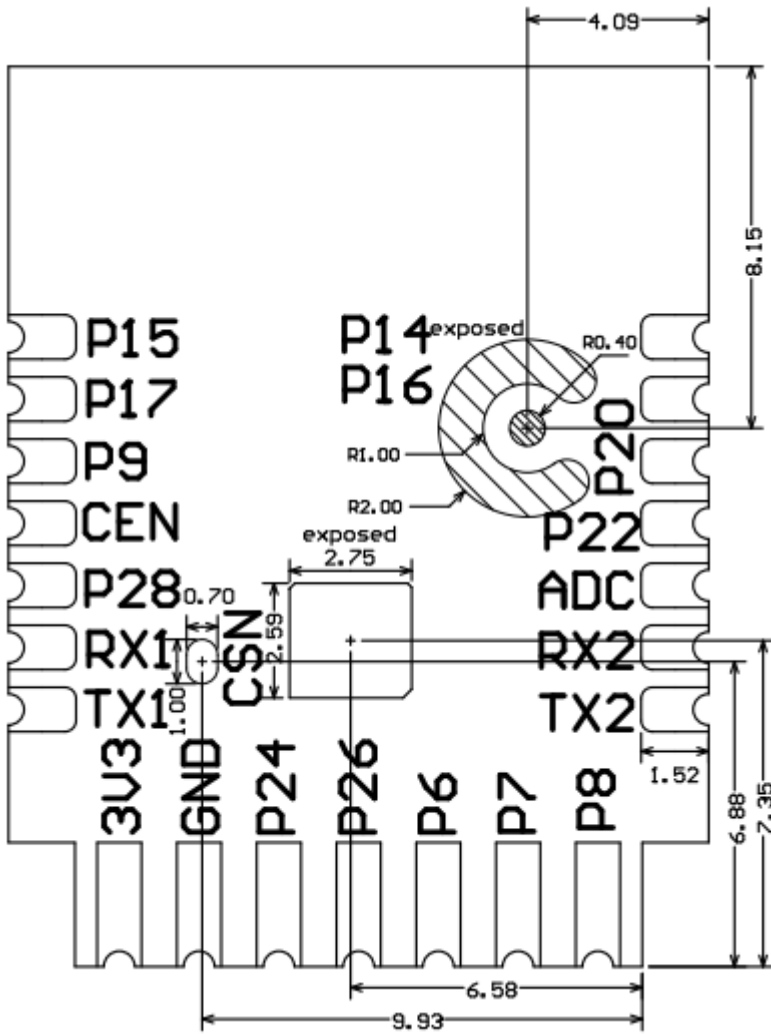 4.09
8.15
P15
P14
exposed
R0.40
P17
P16
P20
P9
R1.00
CEN
R2.00
P22
exposed
2.75
P28
0.70
ADC
CSN
2.59
RX1
RX2
TX1
1.00
TX2
1.52
3V3
GND
P24
P26
P6
P7
P8
6.88
7.35
6.58
9.93